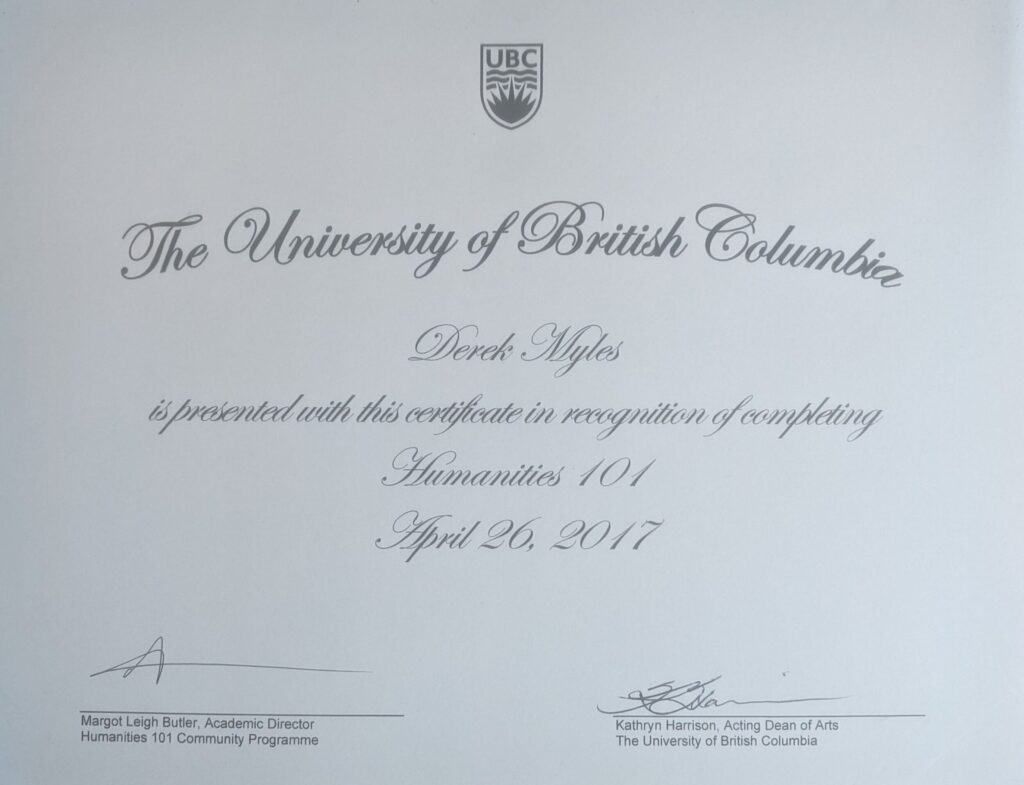 UBC
The University of British Columbia
Derek Myles
is presented with this certificate in recognition of completing
Humanities 101
April 26, 2017
Margot Leigh Butler, Academic Director
Humanities 101 Community Programme
Kathryn Harrison, Acting Dean of Arts
The University of British Columbia